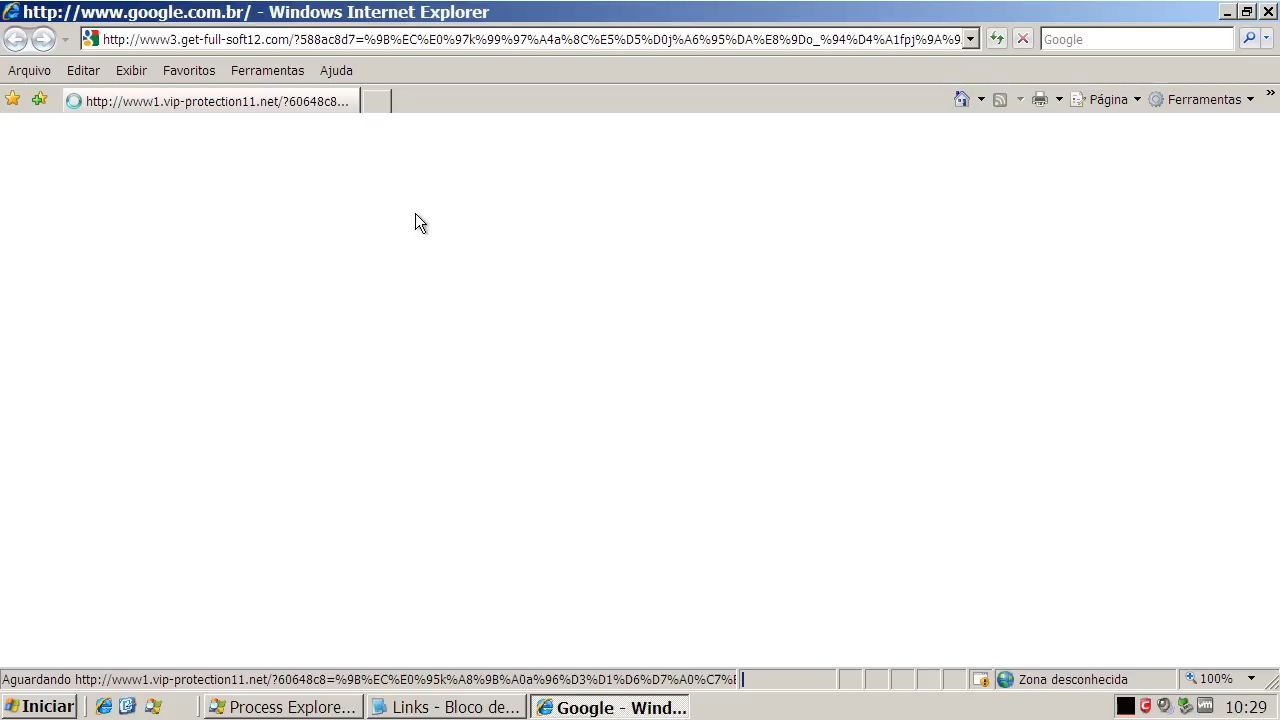 http://www.google.com.br/ - Windows Internet Explorer
http://www3.get-full-soft12.com/?588ac8d7=%9B%EC%E0%97k%99%97%A4a%8C%E5%D5%D0j%A6%95%DA%E8%9Do_%94%D4%A1fpj%9A%9
Google
Arquivo Editar Exibir Favoritos Ferramentas Ajuda
http://www1.vip-protection11.net/?60648c8...
Página Ferramentas
Aguardando http://www1.vip-protection11.net/?60648c8=%9B%EC%E0%95k%A8%9B%A0a%96%D3%D1%D6%D7%A0%C7%E
Zona desconhecida
100%
Iniciar
Process Explore...
Links - Bloco de...
Google - Wind...
10:29